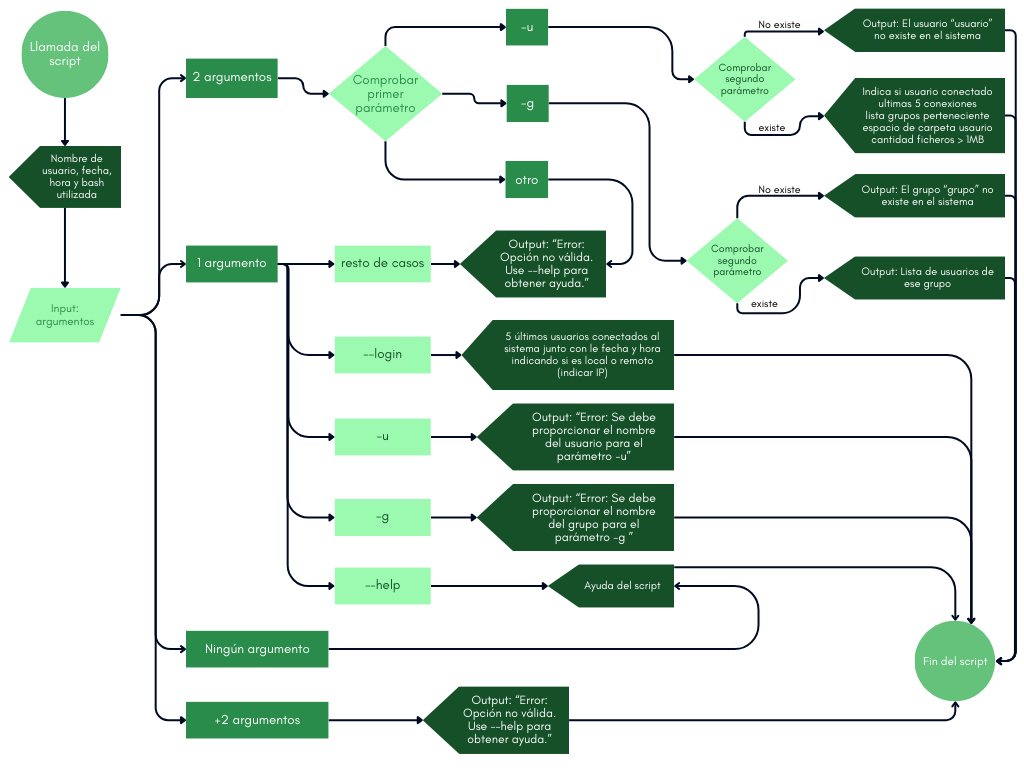 Llamada del
script
Nombre de
usuario, fecha,
hora y bash
utilizada
Input:
argumentos
2 argumentos
Comprobar
primer
parámetro
-u
-g
otro
Comprobar
segundo
parámetro
No existe
existe
Output: El usuario “usuario”
no existe en el sistema
Indica si usuario conectado
ultimas 5 conexiones
lista grupos perteneciente
espacio de carpeta usaurio
cantidad ficheros > 1MB
Comprobar
segundo
parámetro
No existe
existe
Output: El grupo “grupo” no
existe en el sistema
Output: Lista de usuarios de
ese grupo
1 argumento
resto de casos
Output: “Error:
Opción no válida.
Use --help para
obtener ayuda.”
--login
5 últimos usuarios conectados al
sistema junto con le fecha y hora
indicando si es local o remoto
(indicar IP)
-u
Output: “Error: Se debe
proporcionar el nombre
del usuario para el
parámetro -u”
-g
Output: “Error: Se debe
proporcionar el nombre
del grupo para el
parámetro -g ”
--help
Ayuda del script
Ningún argumento
+2 argumentos
Output: “Error:
Opción no válida.
Use --help para
obtener ayuda.”
Fin del script